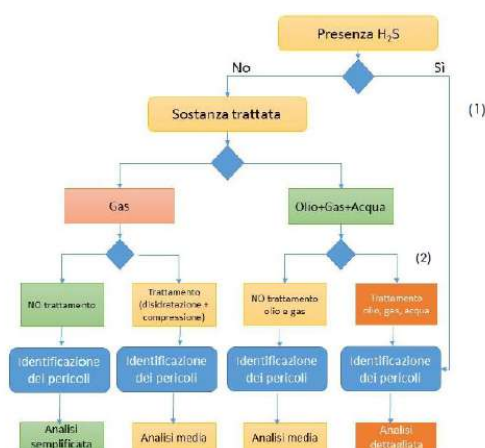 Presenza H₂S
No
Sì
(1)
Sostanza trattata
Gas
Olio+Gas+Acqua
(2)
NO trattamento
Trattamento
(disidratazione +
compressione)
NO trattamento
olio e gas
Trattamento
olio, gas, acqua
Identificazione
dei pericoli
Identificazione
dei pericoli
Identificazione
dei pericoli
Identificazione
dei pericoli
Analisi
semplificata
Analisi media
Analisi media
Analisi
dettagliata